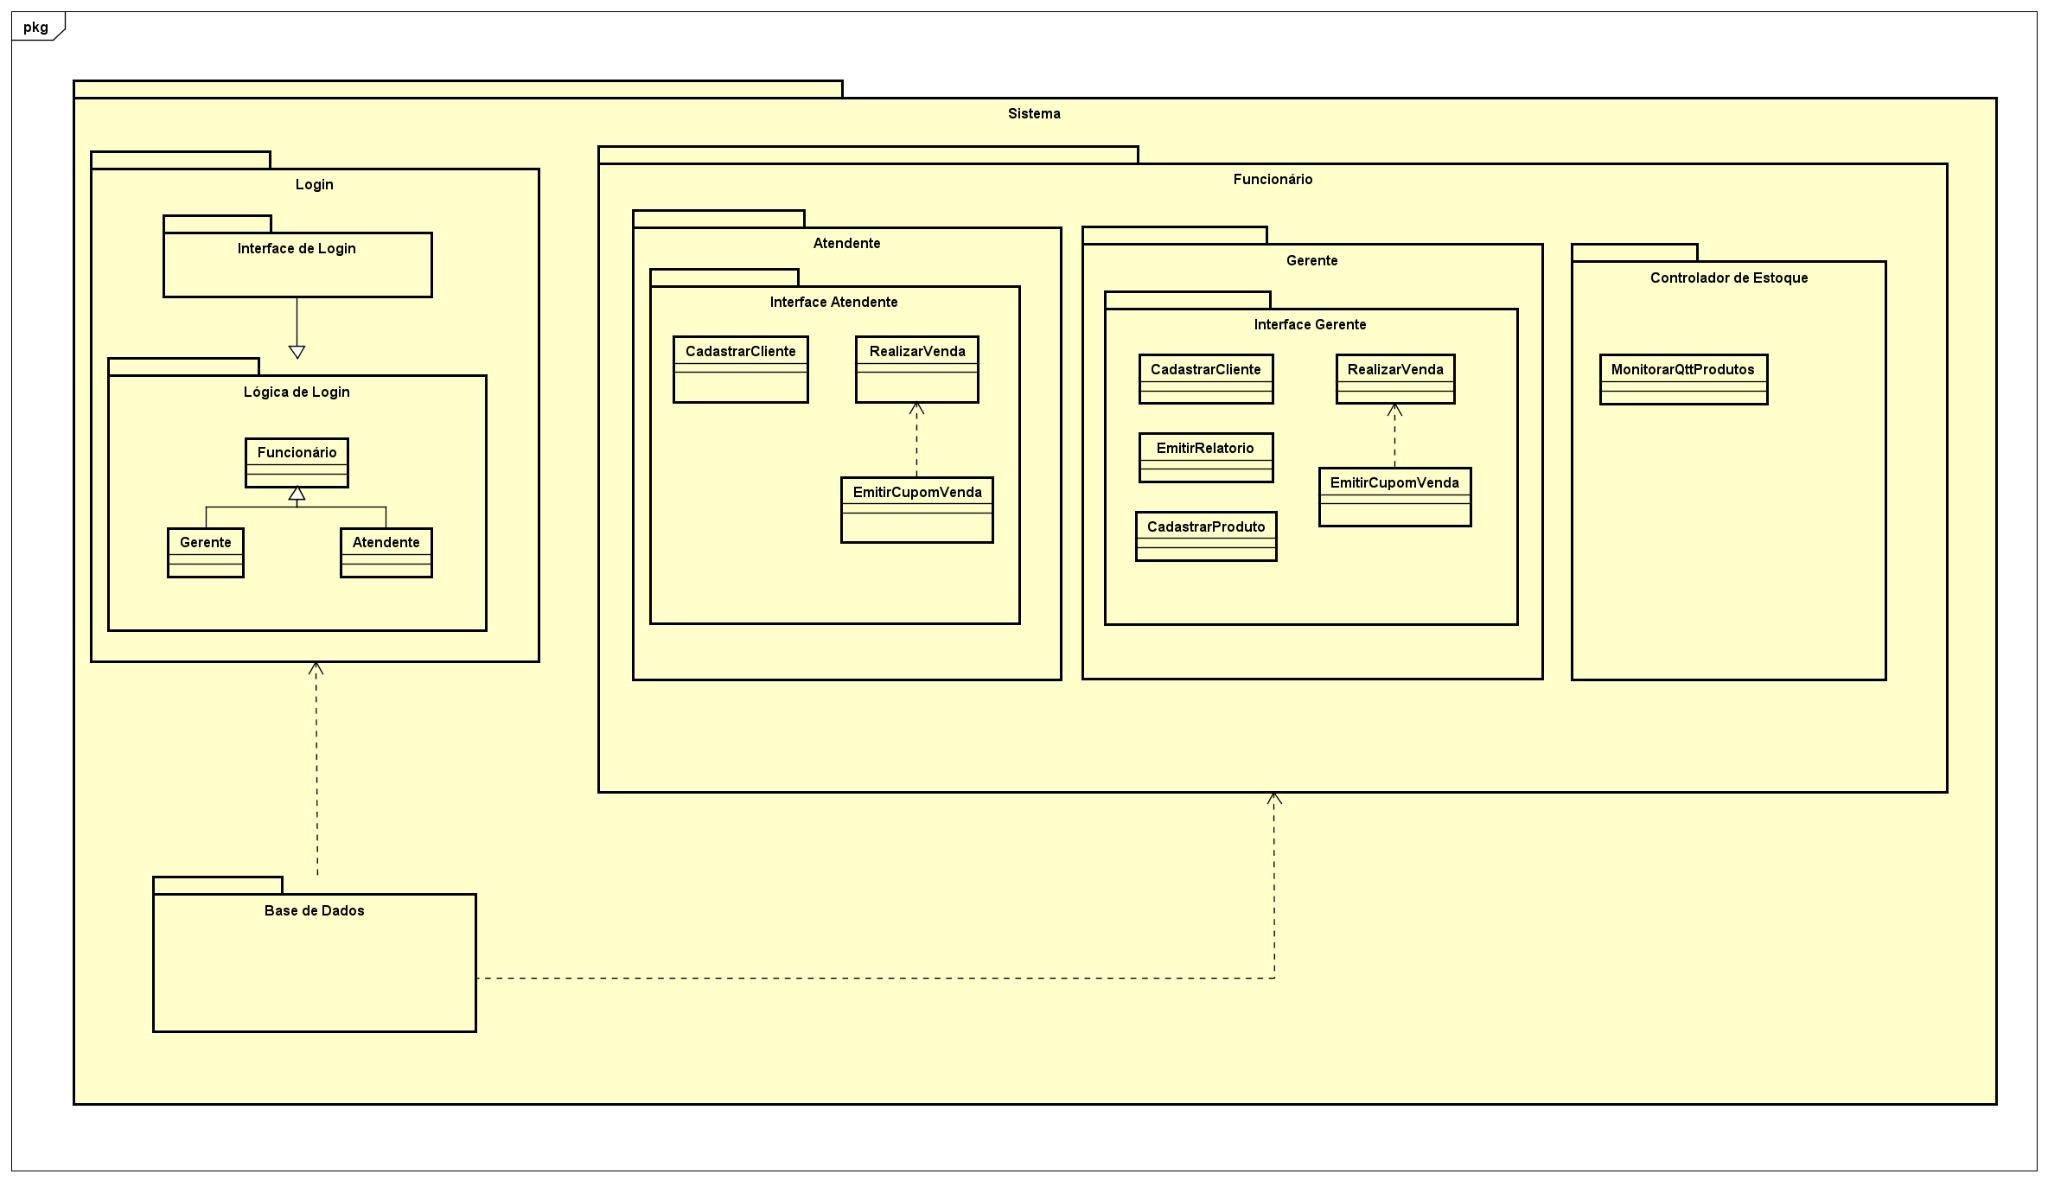 pkg
Sistema
Login
Interface de Login
Lógica de Login
Funcionário
Gerente
Atendente
Funcionário
Atendente
Interface Atendente
CadastrarCliente
RealizarVenda
EmitirCupomVenda
Gerente
Interface Gerente
CadastrarCliente
RealizarVenda
EmitirRelatorio
EmitirCupomVenda
CadastrarProduto
Controlador de Estoque
MonitorarQttProdutos
Base de Dados